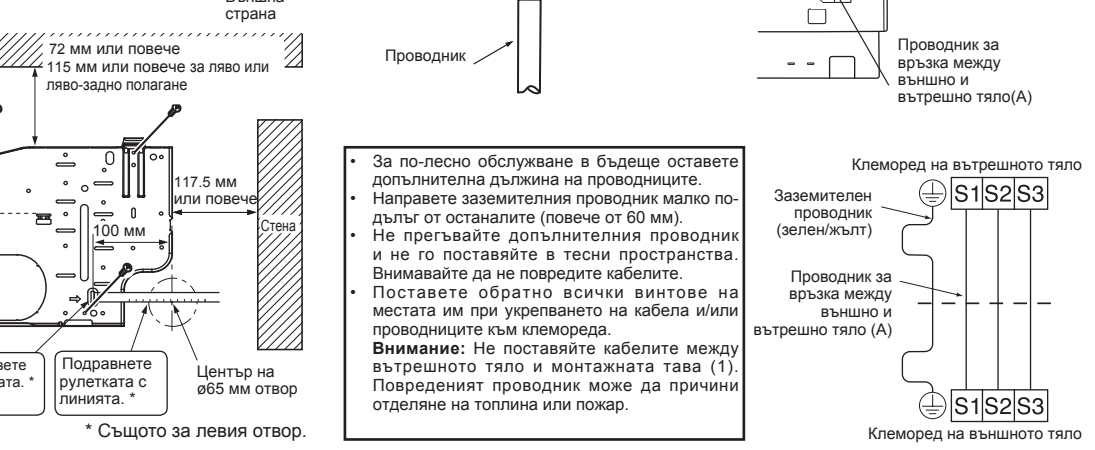 страна
72 мм или повече
115 мм или повече за ляво или
ляво-задно полагане
117.5 мм
или повече
Стена
100 мм
Подравнете
рулетката с
линията. *
Център на
ø65 мм отвор
* Същото за левия отвор.
Проводник
• За по-лесно обслужване в бъдеще оставете
допълнителна дължина на проводниците.
• Направете заземителния проводник малко по-
дълъг от останалите (повече от 60 мм).
• Не прегъвайте допълнителния проводник
и не го поставяйте в тесни пространства.
Внимавайте да не повредите кабелите.
• Поставете обратно всички винтове на
местата им при укрепването на кабела и/или
проводниците към клемореда.
Внимание: Не поставяйте кабелите между
вътрешното тяло и монтажната тава (1).
Повреденият проводник може да причини
отделяне на топлина или пожар.
Проводник за
връзка между
външно и
вътрешно тяло(А)
Клеморед на вътрешното тяло
S1 S2 S3
Заземителен
проводник
(зелен/жълт)
Проводник за
връзка между
външно и
вътрешно тяло (А)
S1 S2 S3
Клеморед на външното тяло